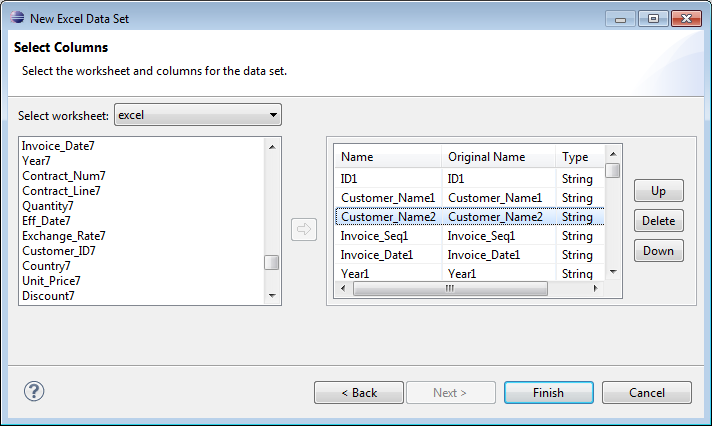 New Excel Data Set
Select Columns
Select the worksheet and columns for the data set.
Select worksheet: excel
Invoice_Date7
Year7
Contract_Num7
Contract_Line7
Quantity7
Eff_Date7
Exchange_Rate7
Customer_ID7
Country7
Unit_Price7
Discount7
Name Original Name Type
ID1 ID1 String
Customer_Name1 Customer_Name1 String
Customer_Name2 Customer_Name2 String
Invoice_Seq1 Invoice_Seq1 String
Invoice_Date1 Invoice_Date1 String
Year1 Year1 String
Up
Delete
Down
? < Back Next > Finish Cancel